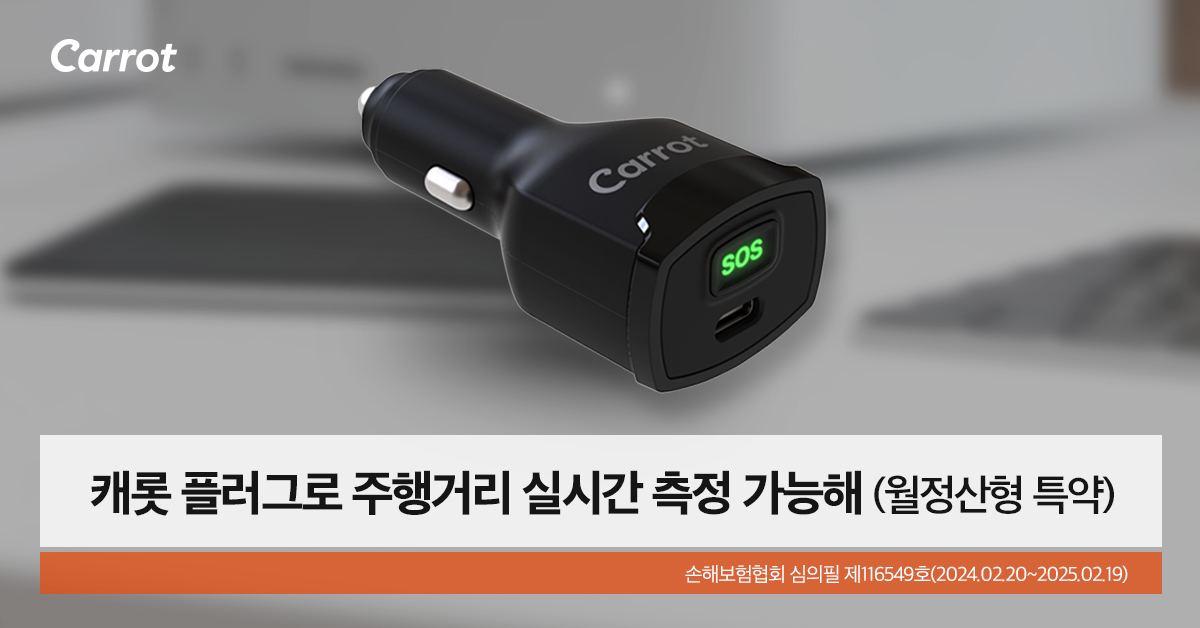 Carrot
Carrot
SOS
캐롯 플러그로 주행거리 실시간 측정 가능해 (월정산형 특약)
손해보험협회 심의필 제116549호(2024.02.20~2025.02.19)